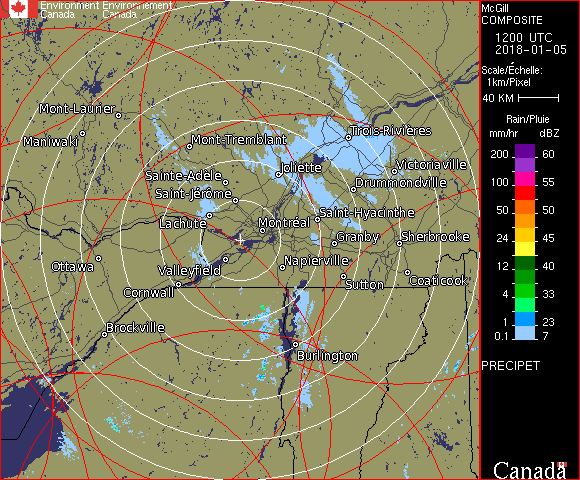 Environment Environnement
Canada Canada
McGill
COMPOSITE
1200 UTC
2018-01-05
Scale/Échelle:
1km/Pixel
40 KM
Rain/Pluie
mm/hr dBZ
200 60
100 55
50 50
24 45
12 40
4 33
1 23
0.1 7
PRECIPET
Mont-Laurier
Maniwaki
Mont-Tremblant
Trois-Rivières
Joliette
Victoriaville
Sainte-Adèle
Drummondville
Saint-Jérôme
Lachute
Montréal
Saint-Hyacinthe
Granby
Sherbrooke
Ottawa
Valleyfield
Napierville
Cornwall
Sutton
Coaticook
Brockville
Burlington
Canada